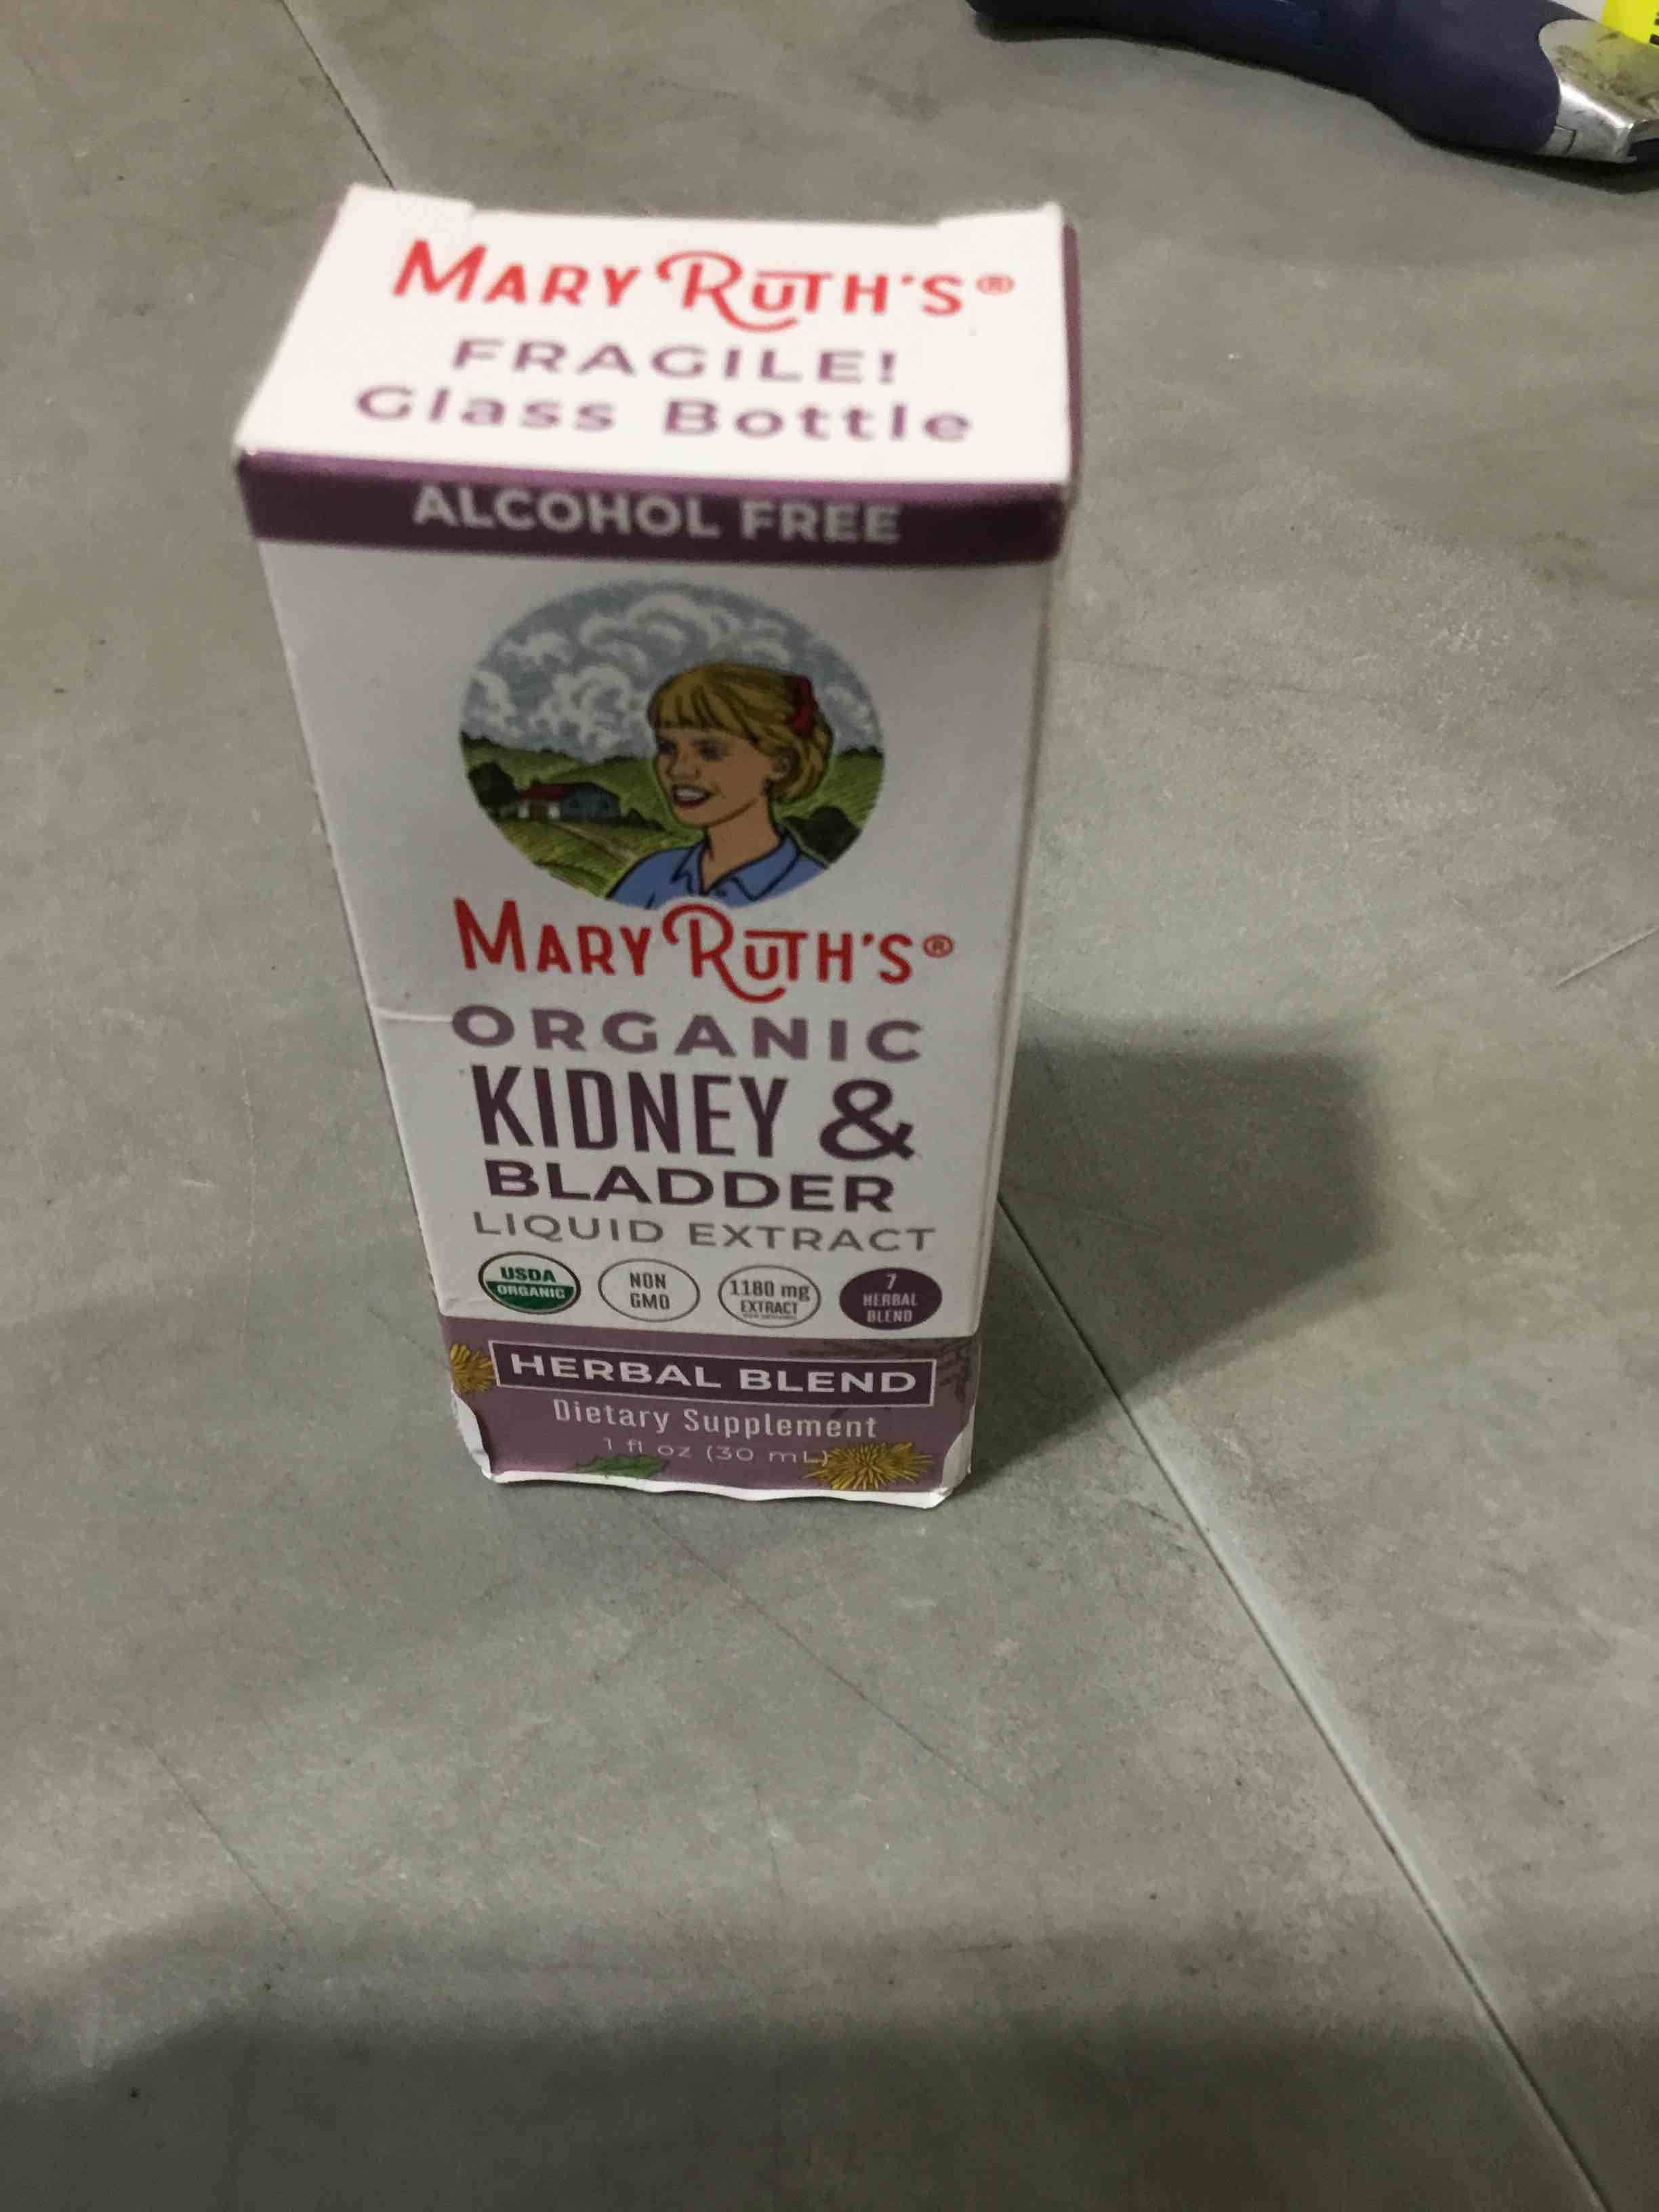 MARY RUTH'S®
FRAGILE!
Glass Bottle
ALCOHOL FREE
MARY RUTH'S®
ORGANIC
KIDNEY &
BLADDER
LIQUID EXTRACT
USDA
ORGANIC
NON
GMO
1180 mg
EXTRACT
7
HERBAL
BLEND
HERBAL BLEND
Dietary Supplement
1 fl oz (30 mL)